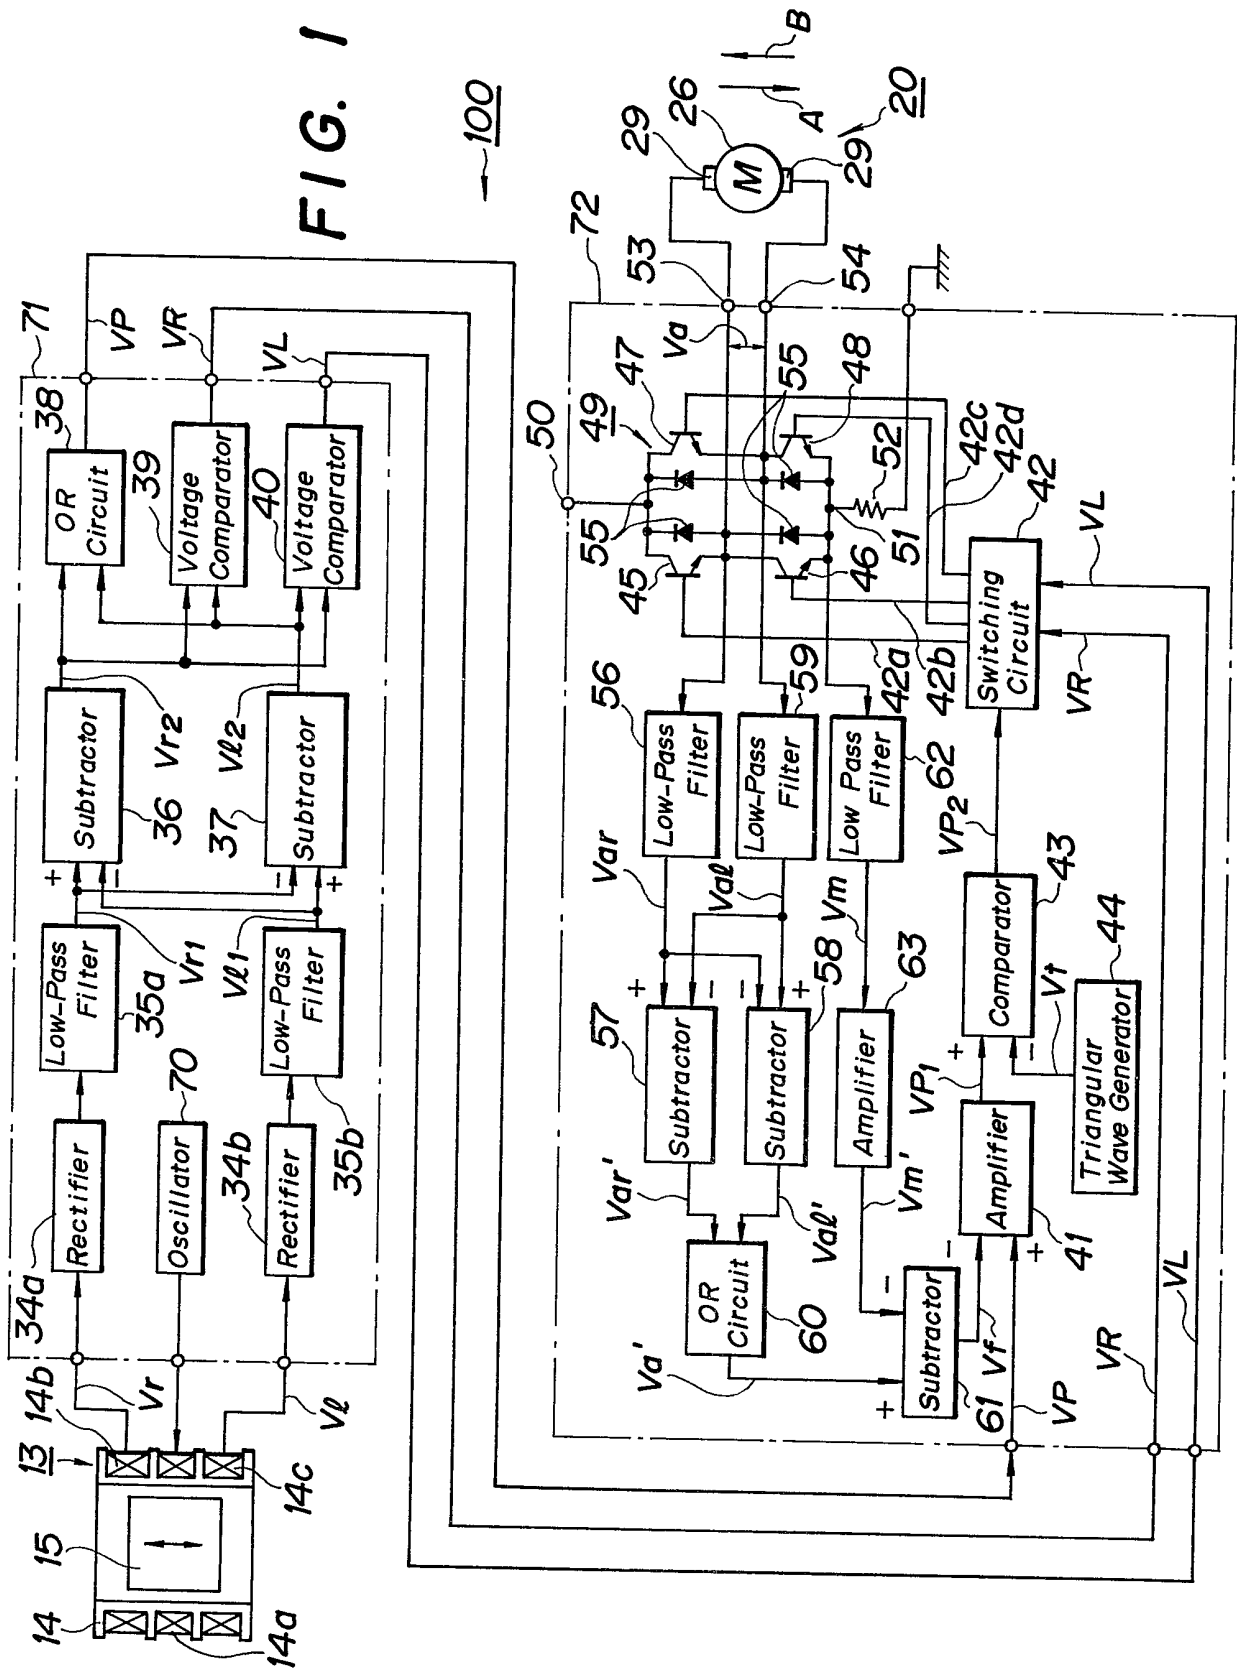 FIG. 1
100
71
72
13
14
15
14a
14b
14c
Vr
Vℓ
34a
Rectifier
Oscillator
70
34b
Rectifier
Low-Pass
Filter
35a
Low-Pass
Filter
35b
Vr1
Vℓ1
+
-
-
+
Subtractor
36
37
Subtractor
Vr2
Vℓ2
OR
Circuit
38
39
Voltage
Comparator
40
Voltage
Comparator
VP
VR
VL
20
26
M
29
29
A
B
53
54
Va
50
49
47
48
45
46
55
55
51
52
42a
42b
42c
42d
42
Switching
Circuit
VL
VR
56
Low-Pass
Filter
59
Low-Pass
Filter
Low Pass
Filter
62
Var
Vaℓ
Vm
+
-
-
+
57
Subtractor
Subtractor
58
63
Amplifier
Var'
Vaℓ'
Vm'
OR
Circuit
60
Va'
+
-
Subtractor
61
Vf
-
+
Amplifier
41
VP1
+
-
Comparator
43
VP2
Vt
44
Triangular
Wave Generator
VP
VR
VL